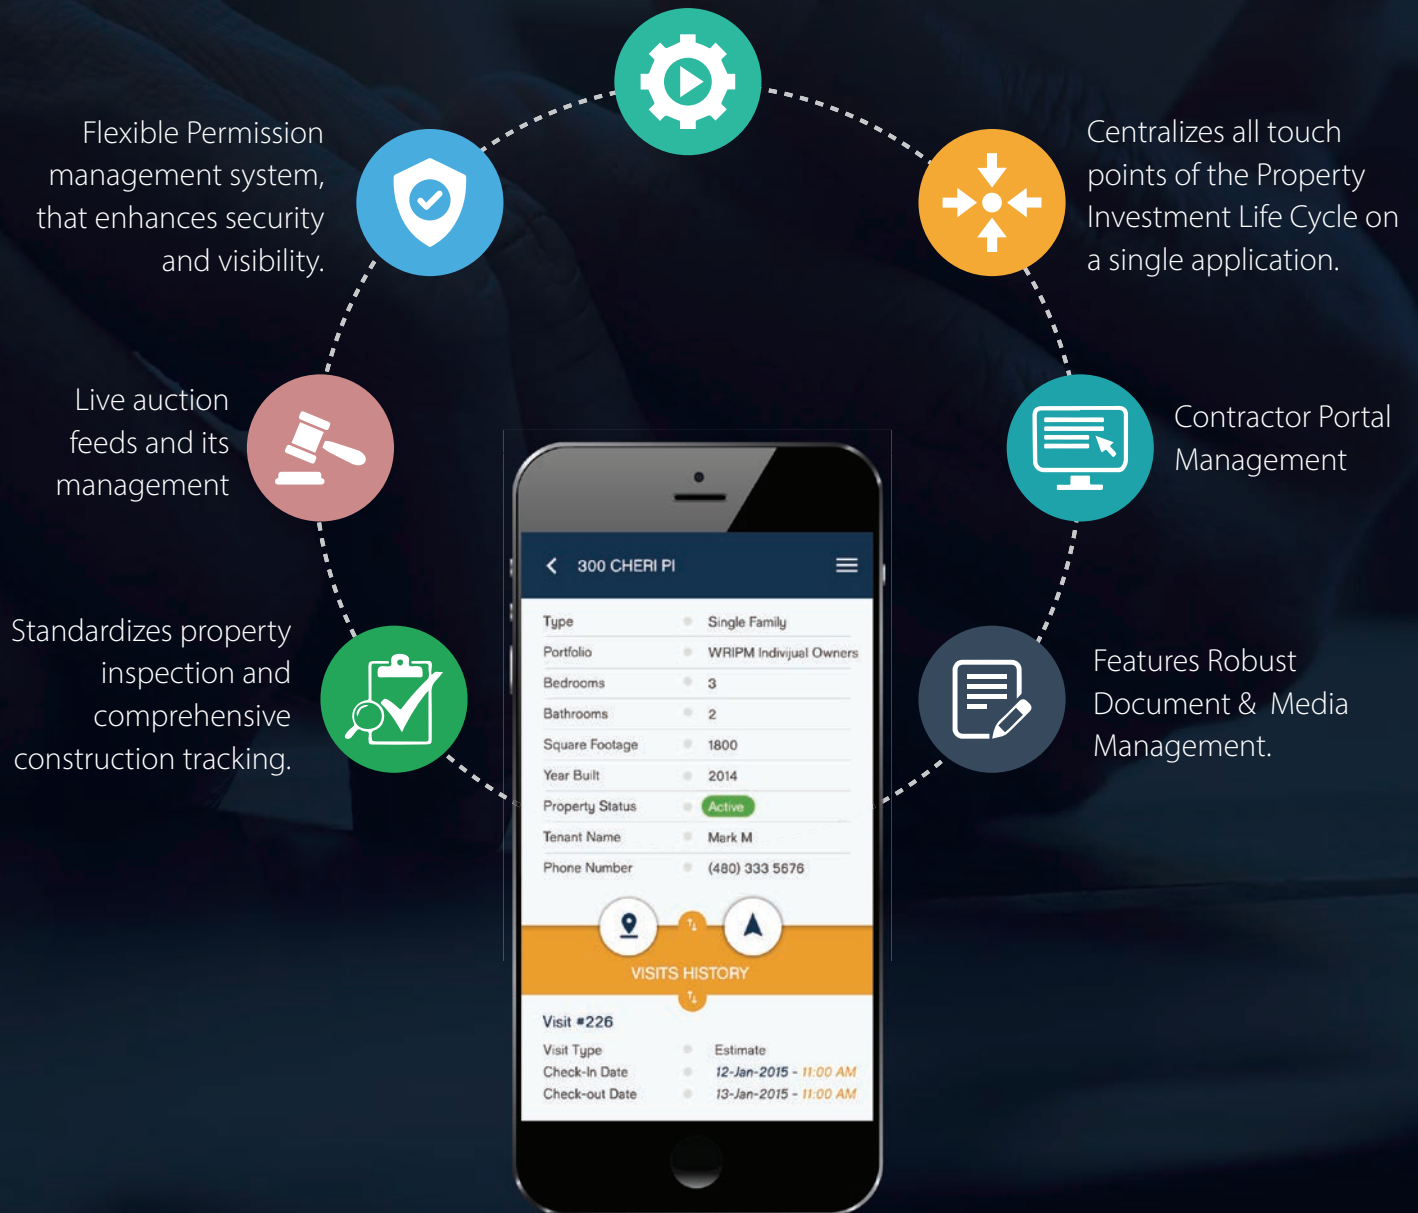 Flexible Permission
management system,
that enhances security
and visibility.
Centralizes all touch
points of the Property
Investment Life Cycle on
a single application.
Live auction
feeds and its
management
Contractor Portal
Management
Standardizes property
inspection and
comprehensive
construction tracking.
Features Robust
Document & Media
Management.
300 CHERI PI
Type Single Family
Portfolio WRIPM Indivijual Owners
Bedrooms 3
Bathrooms 2
Square Footage 1800
Year Built 2014
Property Status Active
Tenant Name Mark M
Phone Number (480) 333 5676
VISITS HISTORY
Visit #226
Visit Type Estimate
Check-In Date 12-Jan-2015 - 11:00 AM
Check-out Date 13-Jan-2015 - 11:00 AM